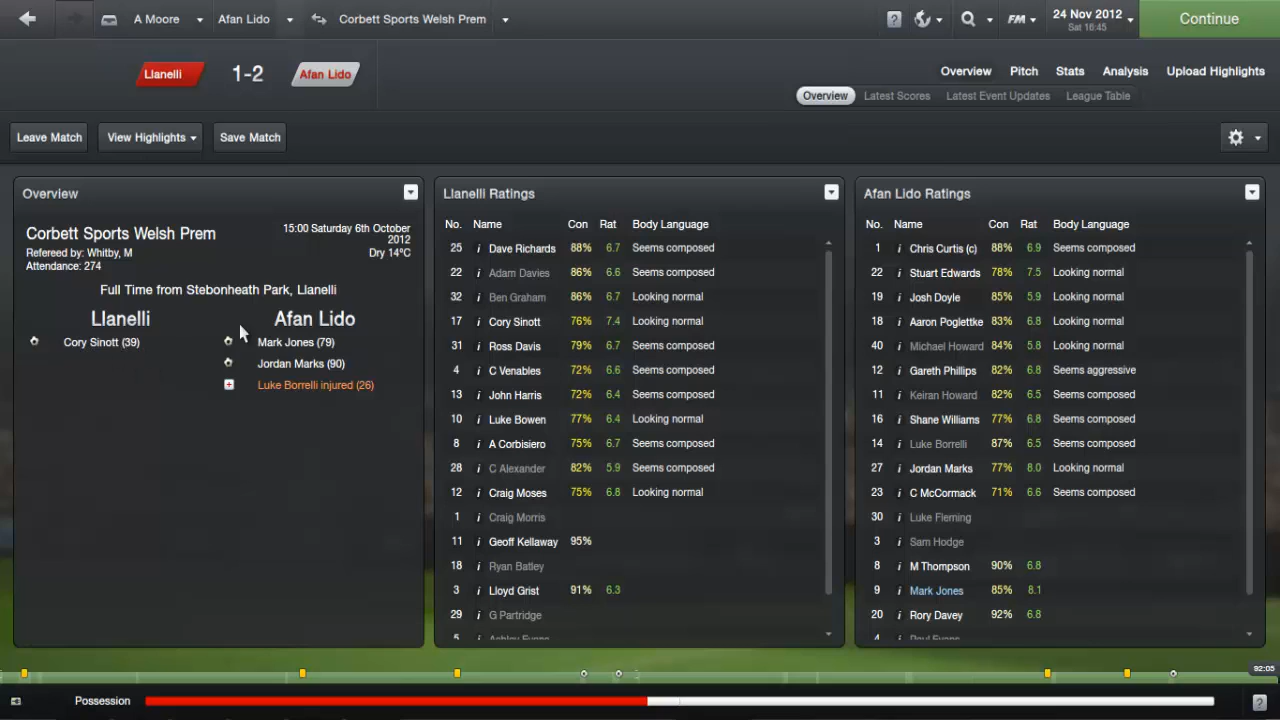 A Moore Afan Lido Corbett Sports Welsh Prem ? FM 24 Nov 2012 Continue
Sat 16:45
Llanelli 1-2 Afan Lido
Overview Pitch Stats Analysis Upload Highlights
Overview Latest Scores Latest Event Updates League Table
Leave Match View Highlights Save Match
Overview
Corbett Sports Welsh Prem 15:00 Saturday 6th October
2012
Refereed by: Whitby, M Dry 14°C
Attendance: 274
Full Time from Stebonheath Park, Llanelli
Llanelli Afan Lido
Cory Sinott (39) Mark Jones (79)
Jordan Marks (90)
Luke Borrelli injured (26)
Llanelli Ratings
No. Name Con Rat Body Language
25 i Dave Richards 88% 6.7 Seems composed
22 i Adam Davies 86% 6.6 Seems composed
32 i Ben Graham 86% 6.7 Looking normal
17 i Cory Sinott 76% 7.4 Looking normal
31 i Ross Davis 79% 6.7 Seems composed
4 i C Venables 72% 6.6 Seems composed
13 i John Harris 72% 6.4 Seems composed
10 i Luke Bowen 77% 6.4 Looking normal
8 i A Corbisiero 75% 6.7 Seems composed
28 i C Alexander 82% 5.9 Seems composed
12 i Craig Moses 75% 6.8 Looking normal
1 i Craig Morris
11 i Geoff Kellaway 95%
18 i Ryan Batley
3 i Lloyd Grist 91% 6.3
29 i G Partridge
5 i Ashley Evans
Afan Lido Ratings
No. Name Con Rat Body Language
1 i Chris Curtis (c) 88% 6.9 Seems composed
22 i Stuart Edwards 78% 7.5 Looking normal
19 i Josh Doyle 85% 5.9 Looking normal
18 i Aaron Poglettke 83% 6.8 Looking normal
40 i Michael Howard 84% 5.8 Looking normal
12 i Gareth Phillips 82% 6.8 Seems aggressive
11 i Keiran Howard 82% 6.5 Seems composed
16 i Shane Williams 77% 6.8 Seems composed
14 i Luke Borrelli 87% 6.5 Seems composed
27 i Jordan Marks 77% 8.0 Looking normal
23 i C McCormack 71% 6.6 Seems composed
30 i Luke Fleming
3 i Sam Hodge
8 i M Thompson 90% 6.8
9 i Mark Jones 85% 8.1
20 i Rory Davey 92% 6.8
4 i Paul Evans
92:05
Possession ?